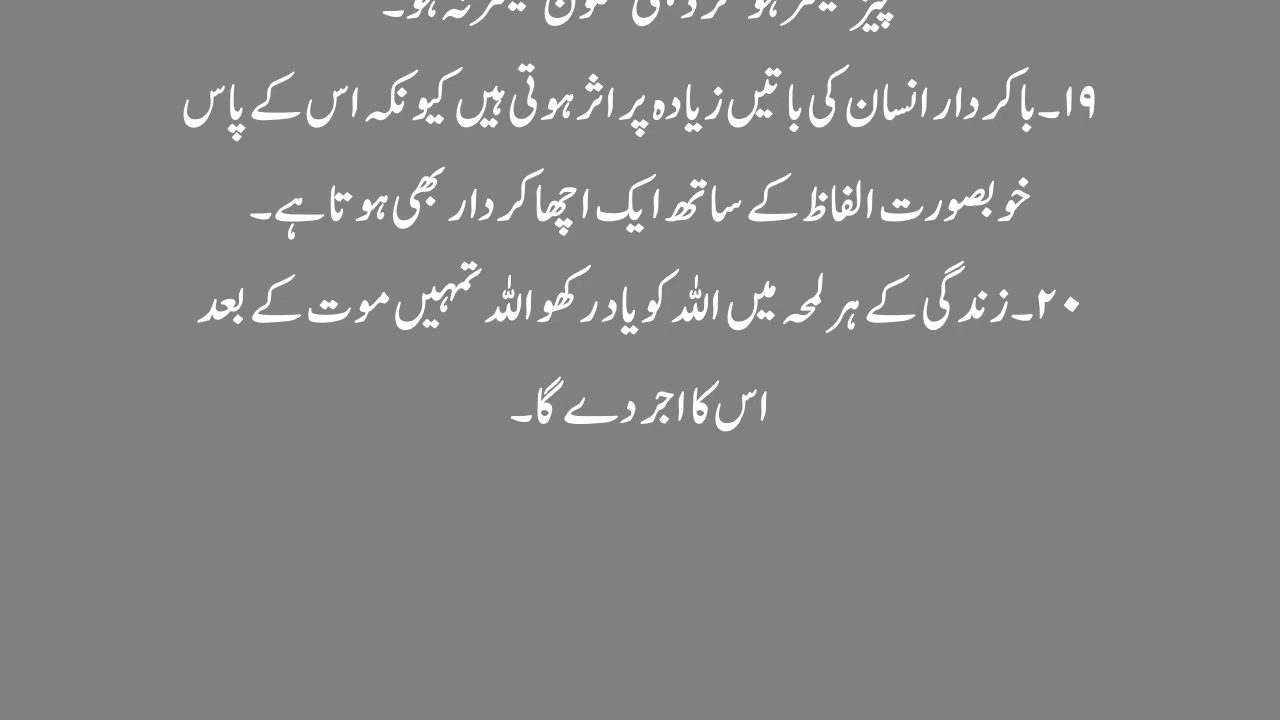 ۱۹۔باکردار انسان کی باتیں زیادہ پر اثر ہوتی ہیں کیونکہ اس کے پاس
خوبصورت الفاظ کے ساتھ ایک اچھا کردار بھی ہوتا ہے۔
۲۰۔زندگی کے ہر لمحہ میں اللہ کو یاد رکھو اللہ تمہیں موت کے بعد
اس کا اجر دے گا۔